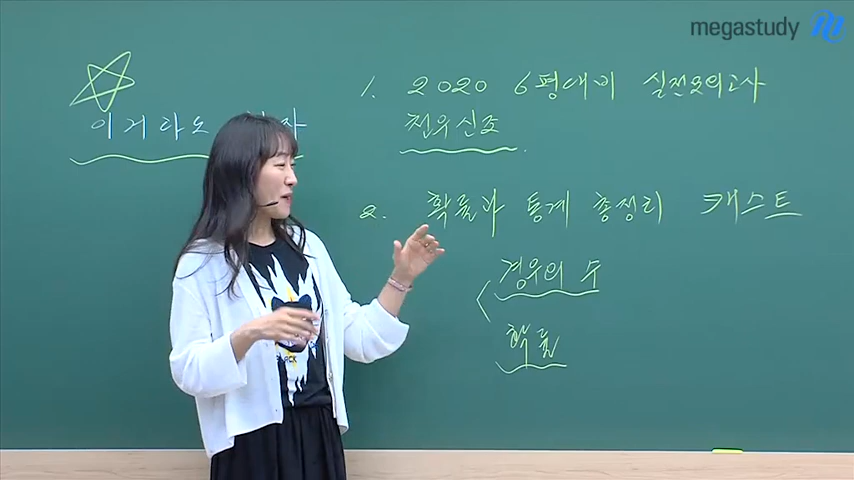 megastudy
이거라도 자
1. 2020 6평대비 실전모의고사
전우신조
2. 확률과 통계 총정리 캐스트
경우의 수
확률